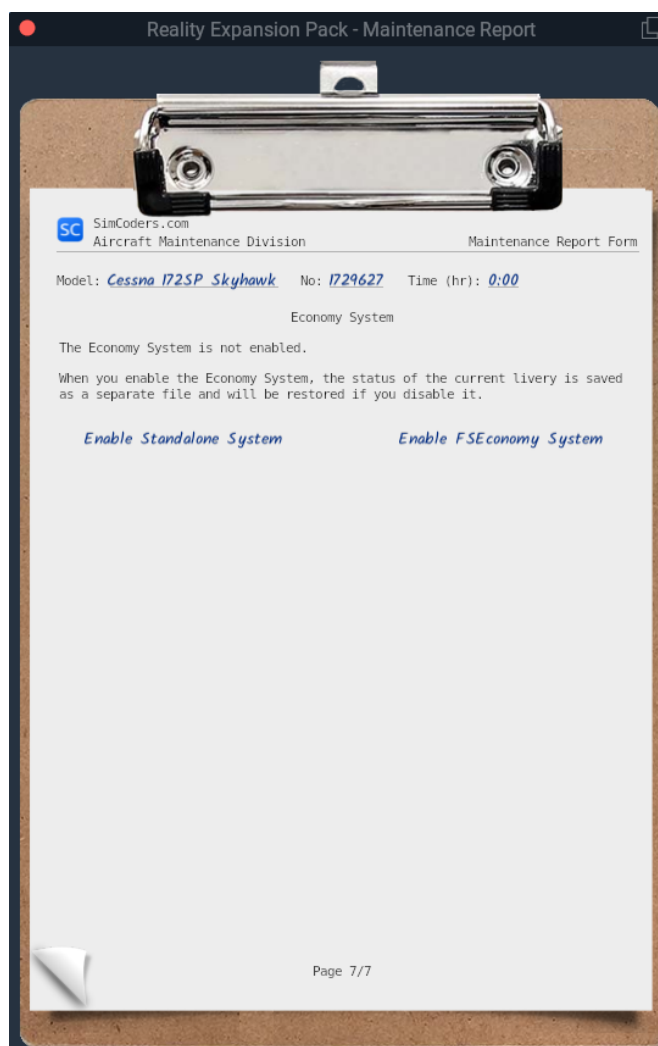 Reality Expansion Pack - Maintenance Report
SC SimCoders.com
Aircraft Maintenance Division Maintenance Report Form
Model: Cessna 172SP Skyhawk No: 1729627 Time (hr): 0:00
Economy System
The Economy System is not enabled.
When you enable the Economy System, the status of the current livery is saved
as a separate file and will be restored if you disable it.
Enable Standalone System Enable FSEconomy System
Page 7/7